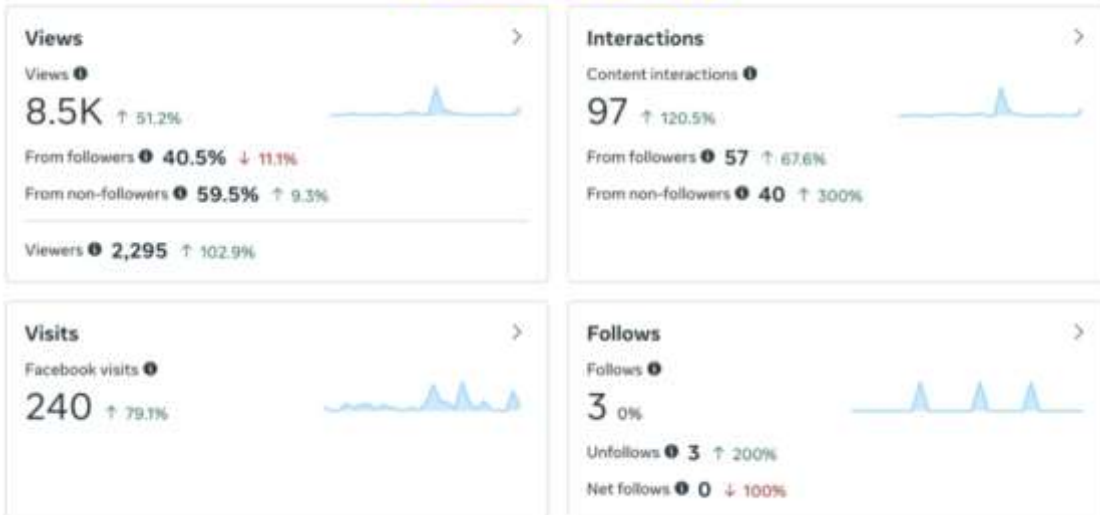 Views
Views
8.5K ↑ 51.2%
From followers 40.5% ↓ 11.1%
From non-followers 59.5% ↑ 9.3%
Viewers 2,295 ↑ 102.9%
Interactions
Content interactions
97 ↑ 120.5%
From followers 57 ↑ 67.6%
From non-followers 40 ↑ 300%
Visits
Facebook visits
240 ↑ 79.1%
Follows
Follows
3 0%
Unfollows 3 ↑ 200%
Net follows 0 ↓ 100%